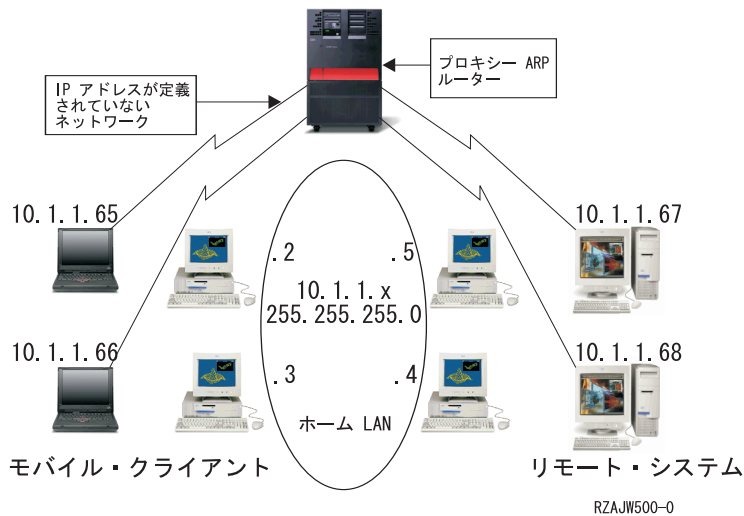 プロキシー ARP
ルーター
IP アドレスが定義
されていない
ネットワーク
10.1.1.65
10.1.1.67
.2
.5
10.1.1.x
255.255.255.0
10.1.1.66
10.1.1.68
.3
.4
ホーム LAN
モバイル・クライアント
リモート・システム
RZAJW500-0